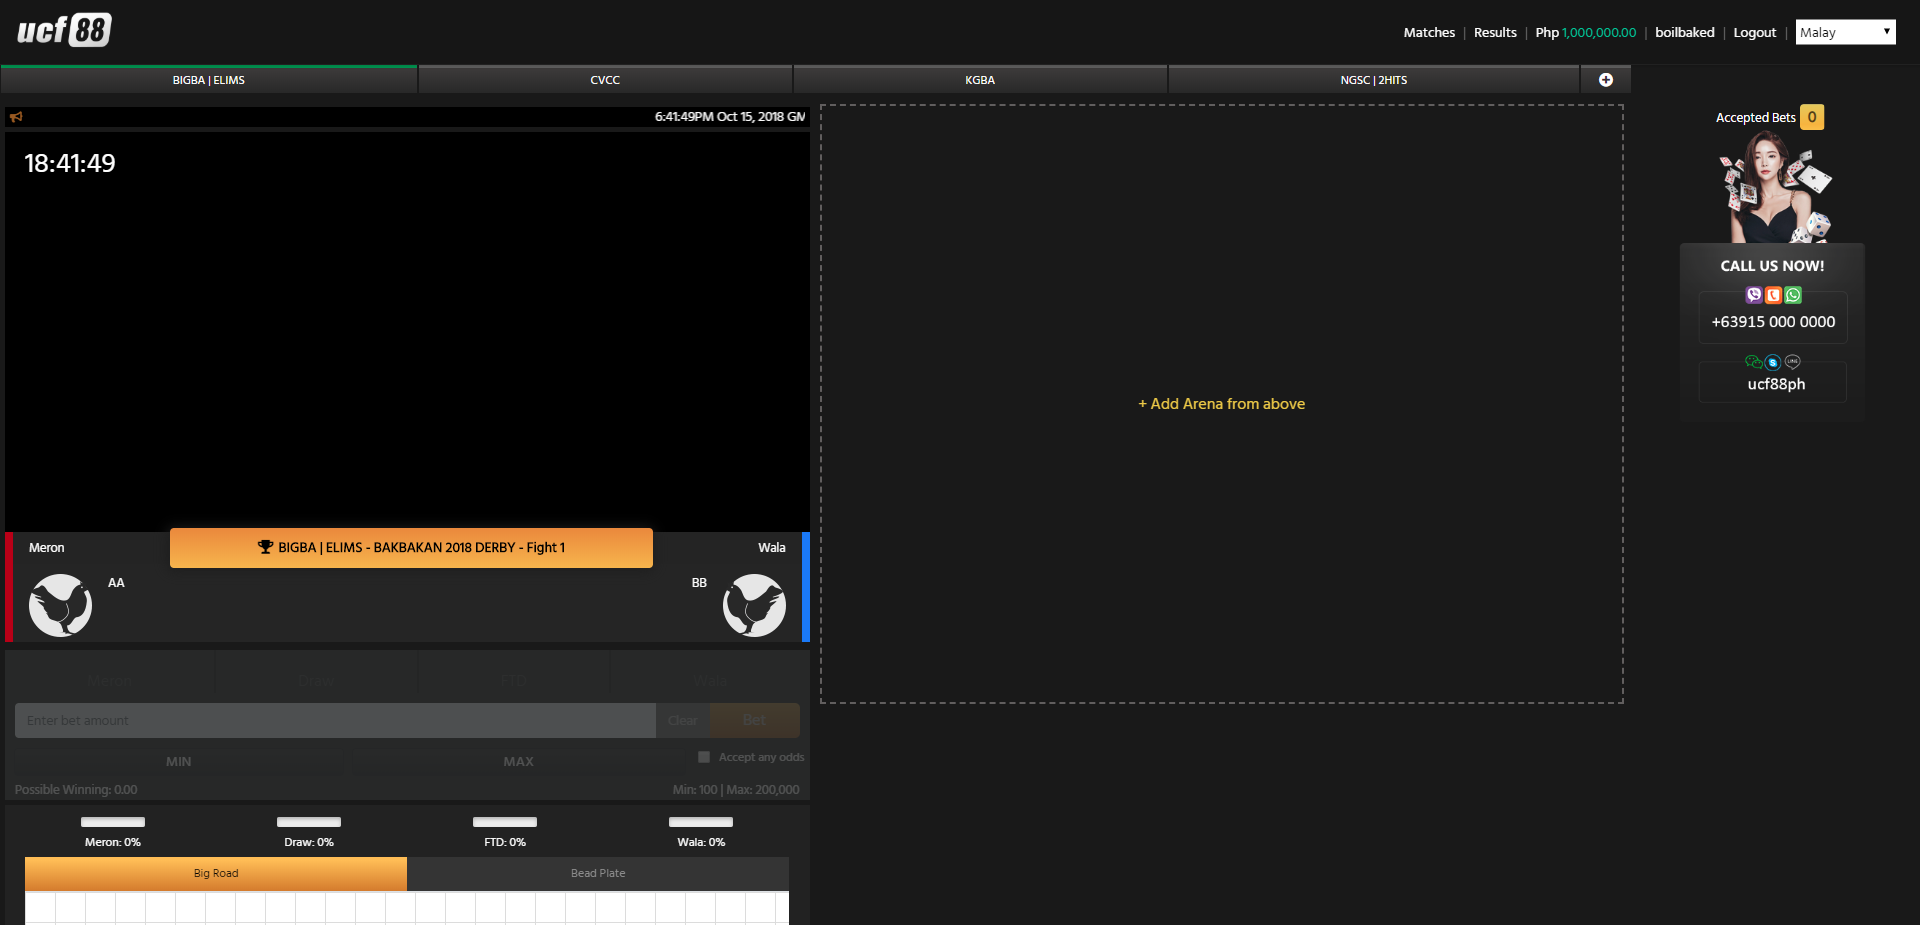 ucf88
Matches | Results | Php 1,000,000.00 | boilbaked | Logout | Malay
BIGBA | ELIMS
CVCC
KGBA
NGSC | 2HITS
6:41:49PM Oct 15, 2018 GM
18:41:49
Meron
BIGBA | ELIMS - BAKBAKAN 2018 DERBY - Fight 1
Wala
AA
BB
Meron
Draw
FTD
Wala
Enter bet amount
Clear
Bet
MIN
MAX
Accept any odds
Possible Winning: 0.00
Min: 100 | Max: 200,000
Meron: 0%
Draw: 0%
FTD: 0%
Wala: 0%
Big Road
Bead Plate
+ Add Arena from above
Accepted Bets 0
CALL US NOW!
+63915 000 0000
LINE
ucf88ph